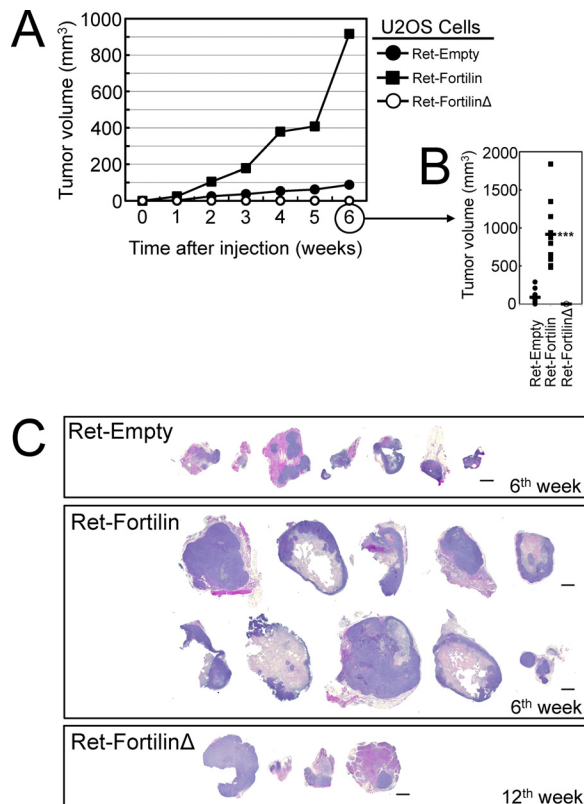 A
U2OS Cells
Ret-Empty
Ret-Fortilin
Ret-FortilinΔ
Tumor volume (mm³)
1000
800
600
400
200
0
0 1 2 3 4 5 6
Time after injection (weeks)
B
Tumor volume (mm³)
2000
1500
1000
500
0
***
Ret-Empty
Ret-Fortilin
Ret-FortilinΔ
C
Ret-Empty
6th week
Ret-Fortilin
6th week
Ret-FortilinΔ
12th week